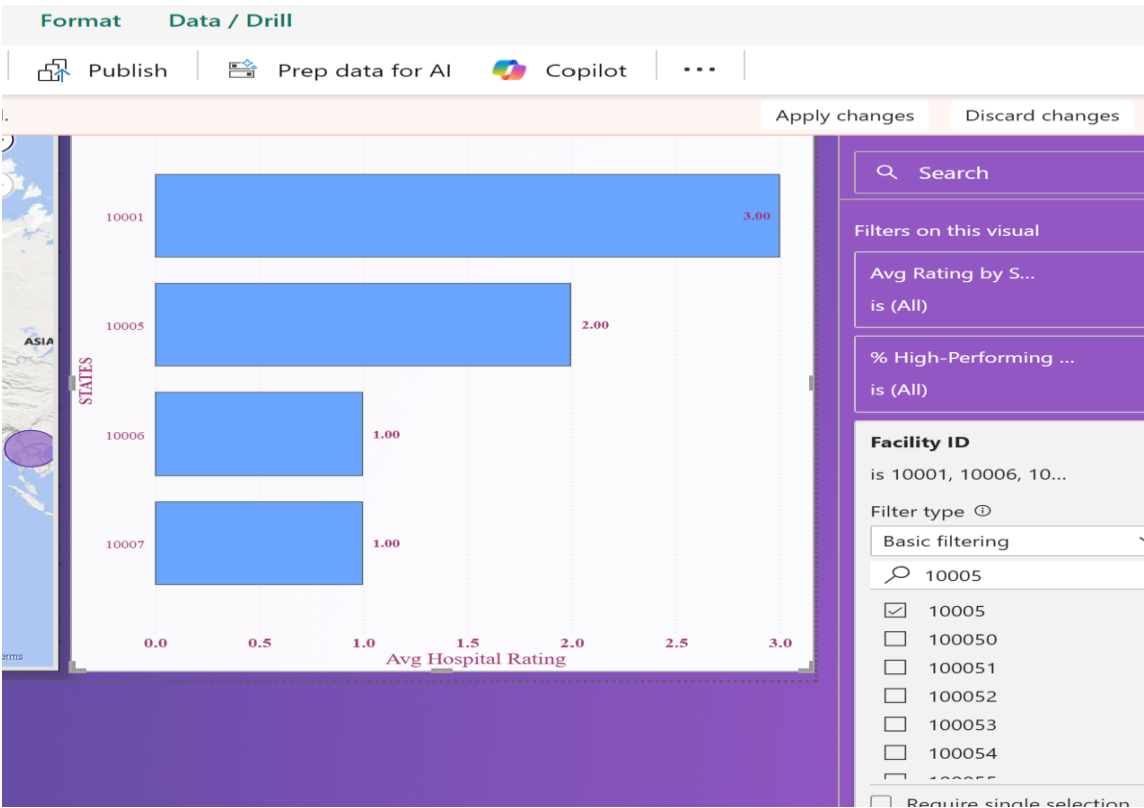 Format Data / Drill
Publish Prep data for AI Copilot ...
Apply changes Discard changes
ASIA
STATES
10001
3.00
10005
2.00
10006
1.00
10007
1.00
0.0 0.5 1.0 1.5 2.0 2.5 3.0
Avg Hospital Rating
Search
Filters on this visual
Avg Rating by S...
is (All)
% High-Performing ...
is (All)
Facility ID
is 10001, 10006, 10...
Filter type
Basic filtering
10005
10005
100050
100051
100052
100053
100054
Require single selection